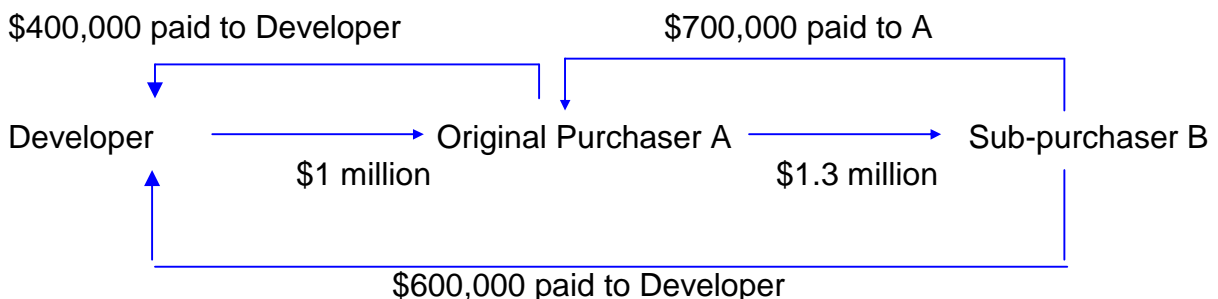 $400,000 paid to Developer $700,000 paid to A
Developer Original Purchaser A Sub-purchaser B
$1 million $1.3 million
$600,000 paid to Developer